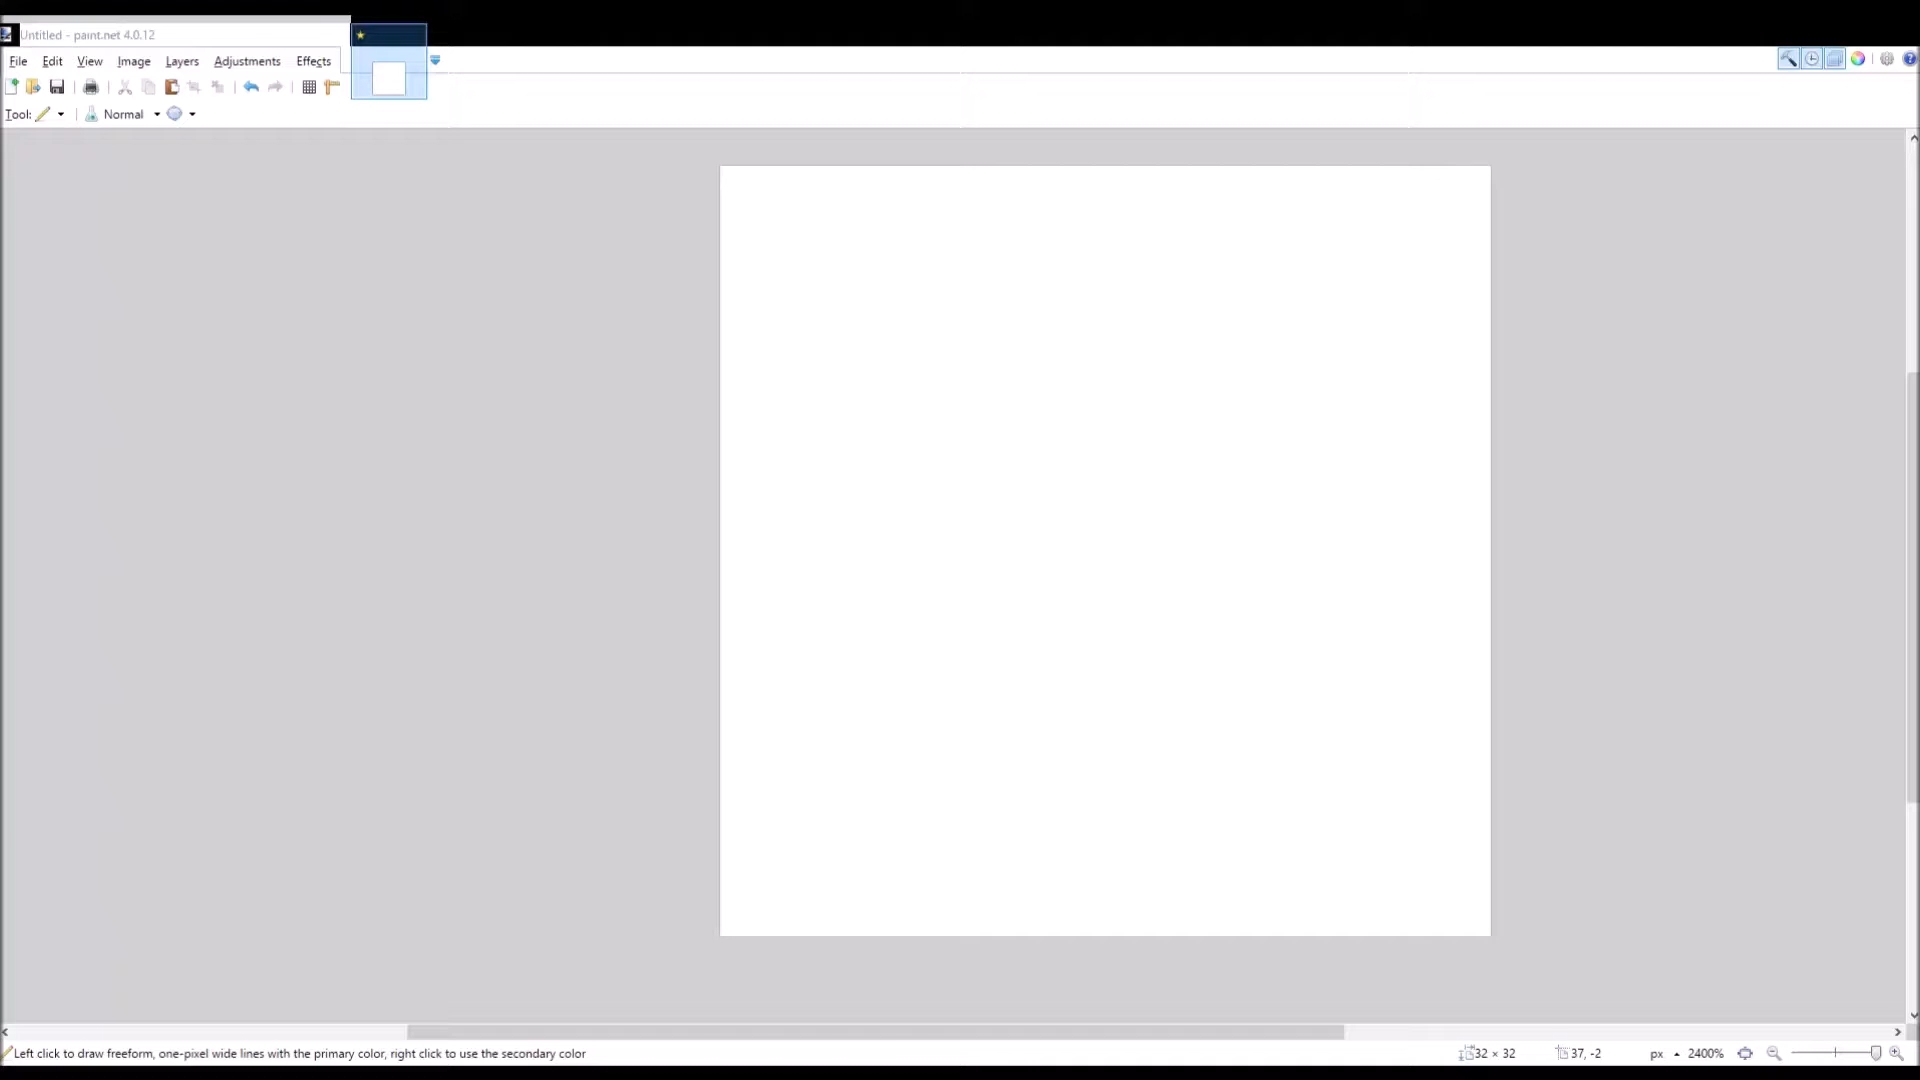 Untitled - paint.net 4.0.12
File Edit View Image Layers Adjustments Effects
Tool: Normal
Left click to draw freeform, one-pixel wide lines with the primary color, right click to use the secondary color
32 × 32 37, -2 px 2400%